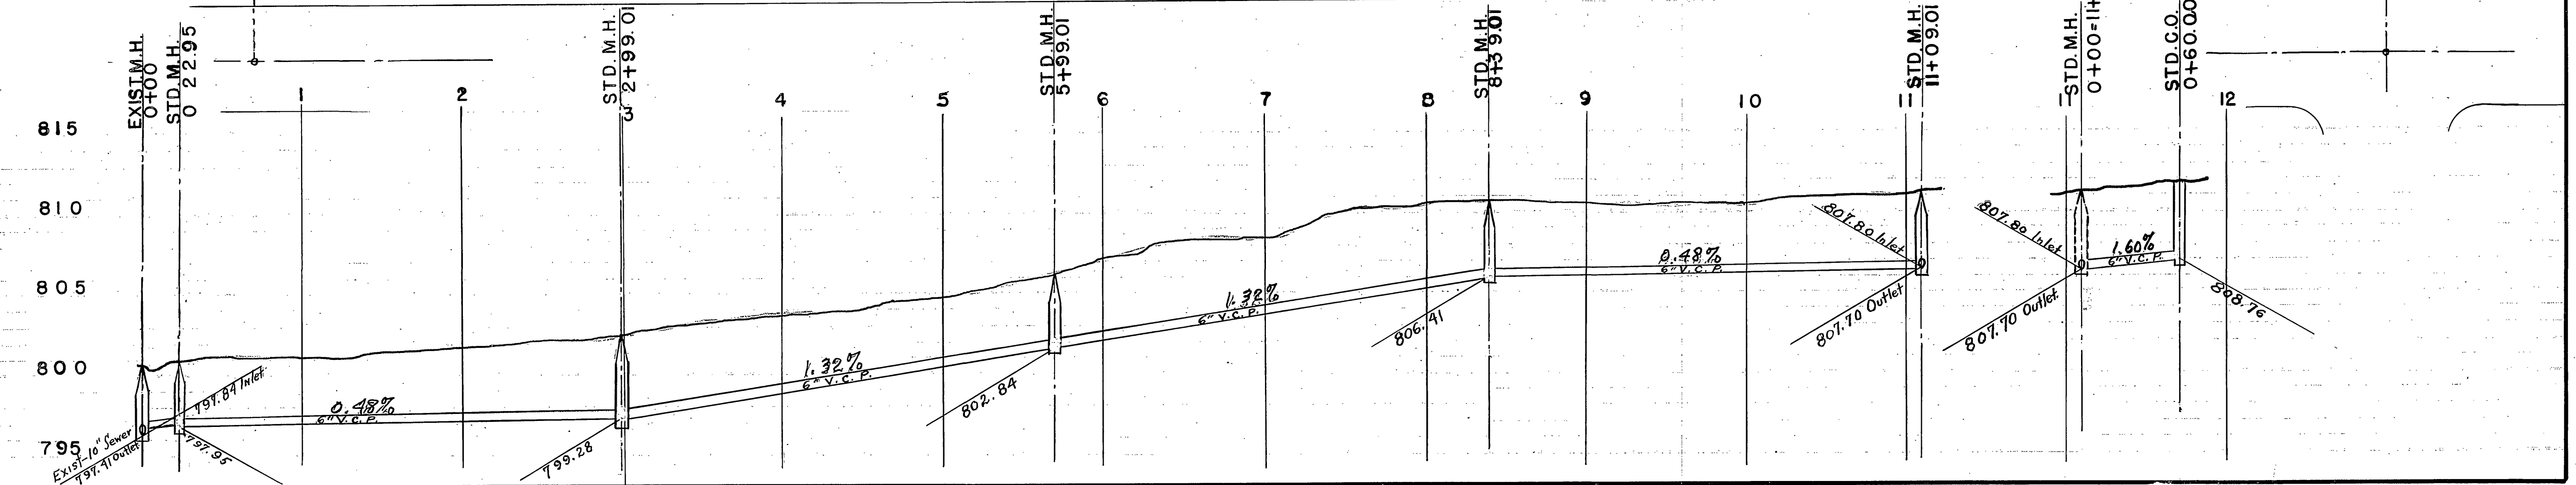 EXIST. M.H.
0+00
STD. M.H.
0 22.95
STD. M.H.
2+99.01
STD. M.H.
5+99.01
STD. M.H.
8+39.01
STD. M.H.
11+09.01
STD. M.H.
0+00=11+
STD. C.O.
0+60.00
1
2
3
4
5
6
7
8
9
10
11
12
815
810
805
800
795
Exist-10" Sewer
797.41 Outlet
797.84 Inlet
797.95
0.48%
6" V.C.P.
799.28
1.32%
6" V.C.P.
802.84
1.32%
6" V.C.P.
806.41
0.48%
6" V.C.P.
807.80 Inlet
807.70 Outlet
807.80 Inlet
807.70 Outlet
1.60%
6" V.C.P.
808.76